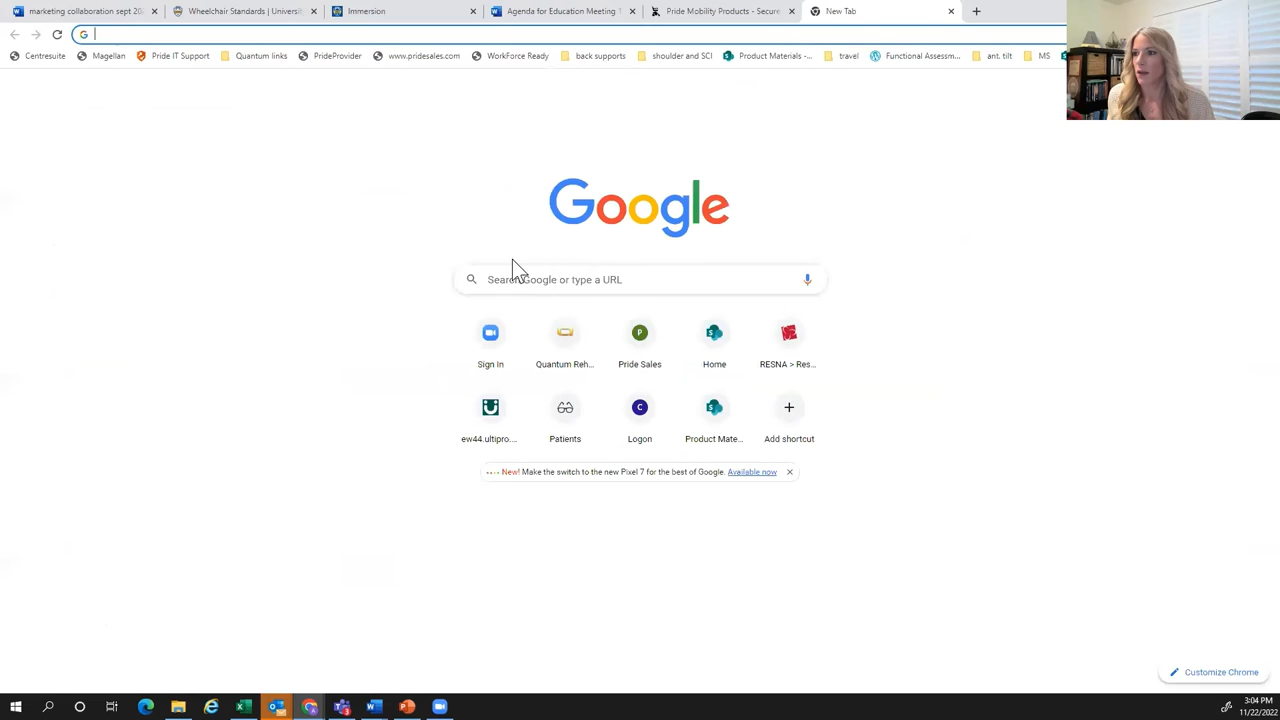 marketing collaboration sept 20
Wheelchair Standards | Universi
Immersion
Agenda for Education Meeting 1
Pride Mobility Products - Secure
New Tab
Centresuite
Magellan
Pride IT Support
Quantum links
PrideProvider
www.pridesales.com
WorkForce Ready
back supports
shoulder and SCI
Product Materials -...
travel
Functional Assessm...
ant. tilt
MS
Google
Search Google or type a URL
Sign In
Quantum Reh...
Pride Sales
Home
RESNA > Res...
ew44.ultipro....
Patients
Logon
Product Mate...
Add shortcut
New! Make the switch to the new Pixel 7 for the best of Google. Available now
Customize Chrome
3:04 PM
11/22/2022